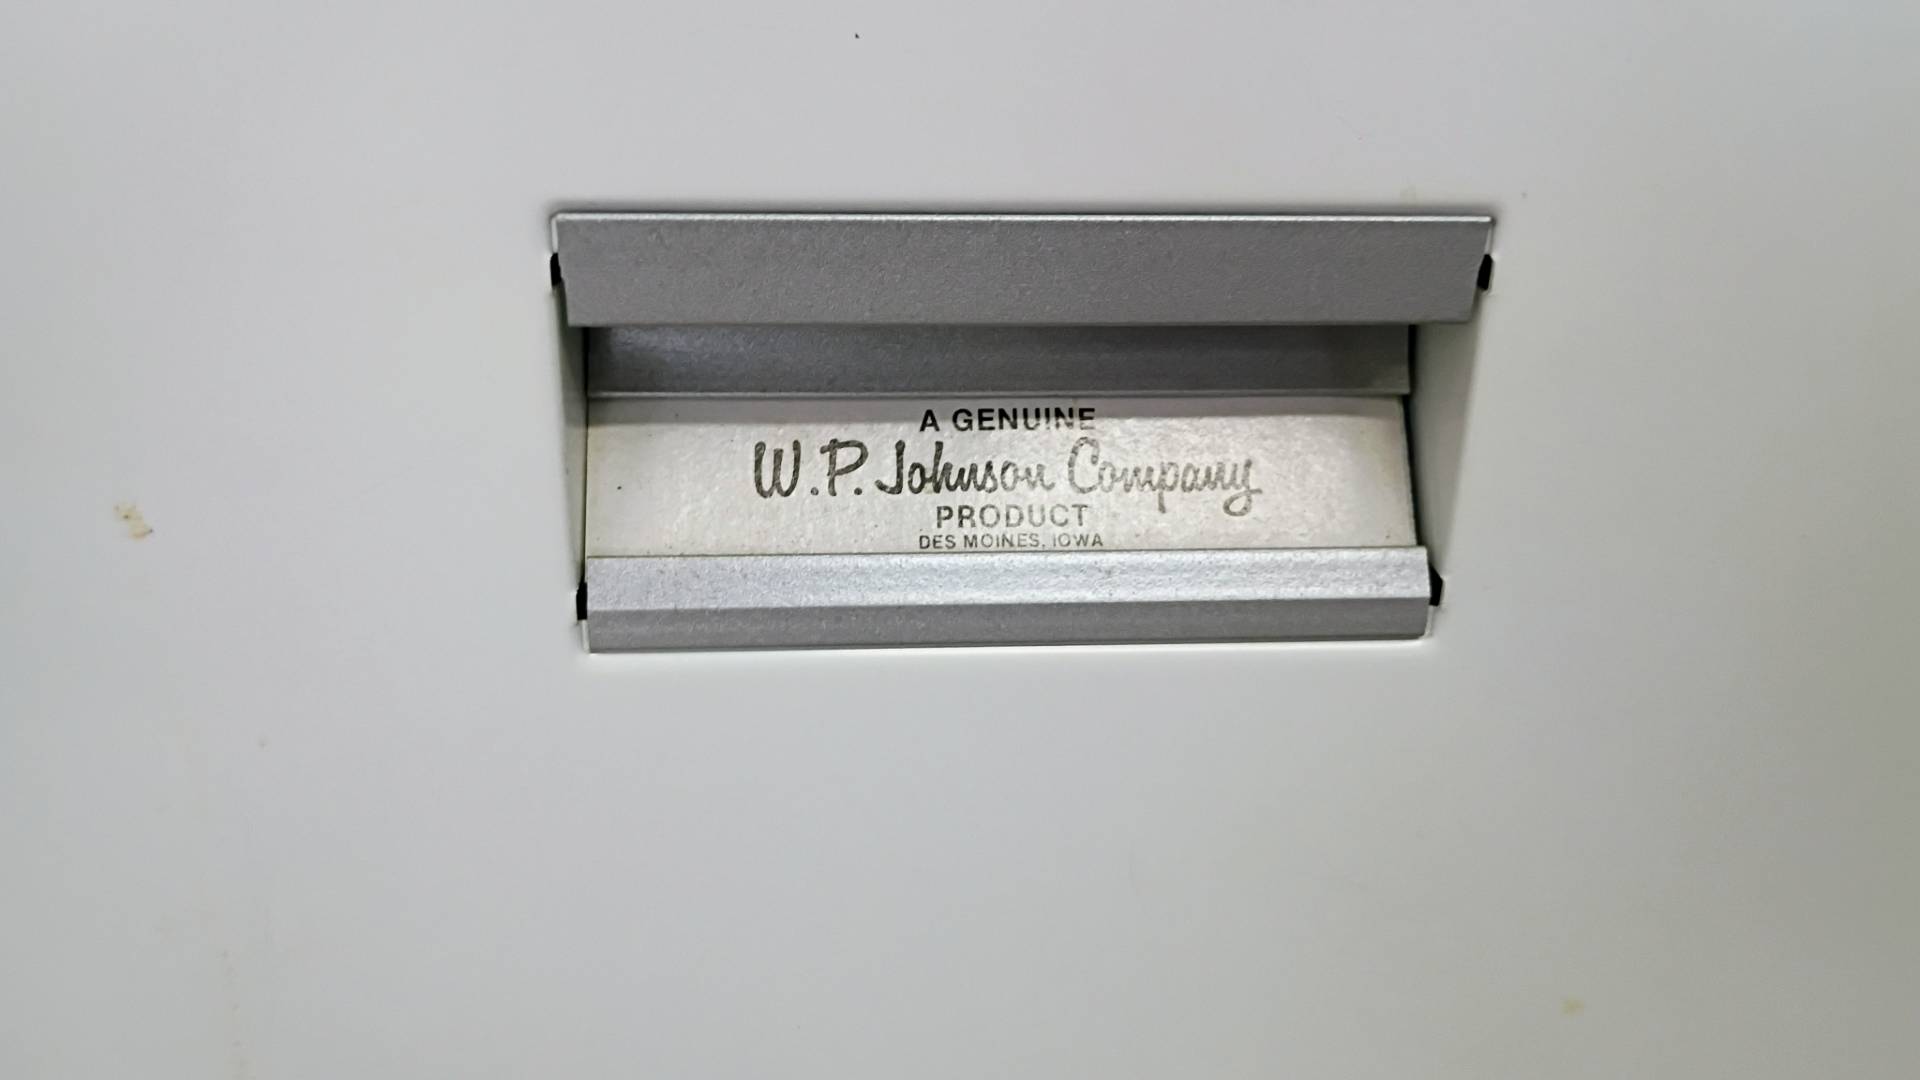 A GENUINE
W.P. Johnson Company
PRODUCT
DES MOINES, IOWA